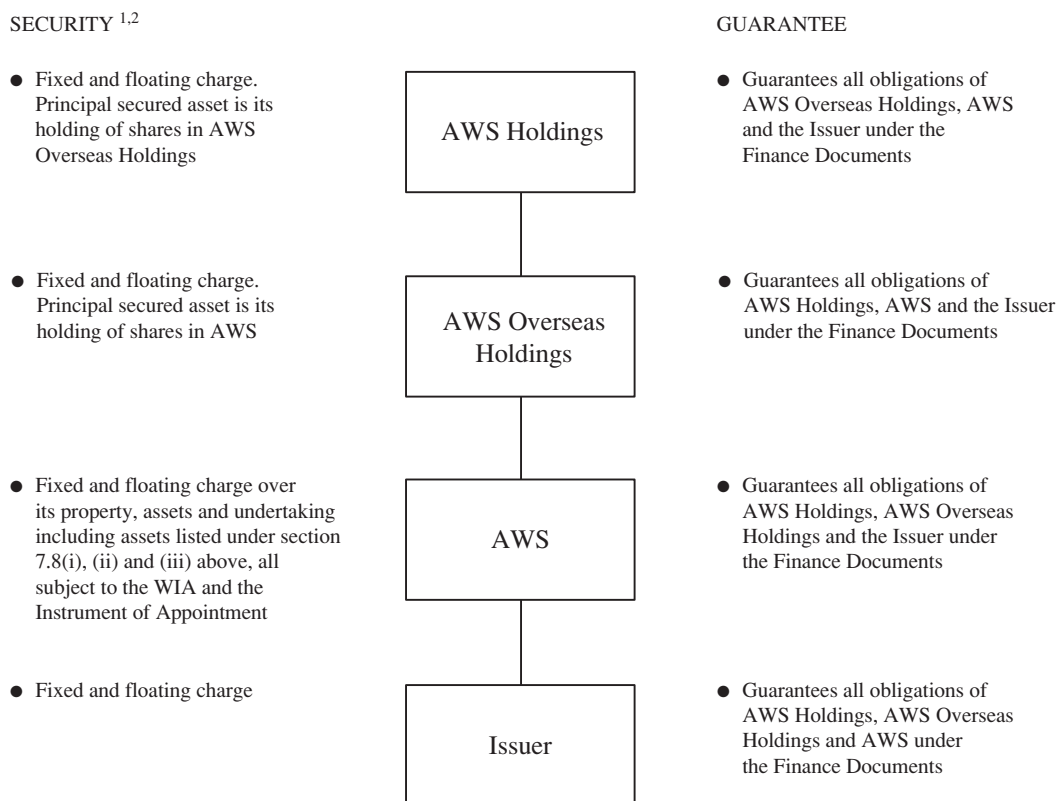 SECURITY 1,2
GUARANTEE
● Fixed and floating charge.
Principal secured asset is its
holding of shares in AWS
Overseas Holdings
AWS Holdings
● Guarantees all obligations of
AWS Overseas Holdings, AWS
and the Issuer under the
Finance Documents
● Fixed and floating charge.
Principal secured asset is its
holding of shares in AWS
AWS Overseas
Holdings
● Guarantees all obligations of
AWS Holdings, AWS and the Issuer
under the Finance Documents
● Fixed and floating charge over
its property, assets and undertaking
including assets listed under section
7.8(i), (ii) and (iii) above, all
subject to the WIA and the
Instrument of Appointment
AWS
● Guarantees all obligations of
AWS Holdings, AWS Overseas
Holdings and the Issuer under
the Finance Documents
● Fixed and floating charge
Issuer
● Guarantees all obligations of
AWS Holdings, AWS Overseas
Holdings and AWS under
the Finance Documents